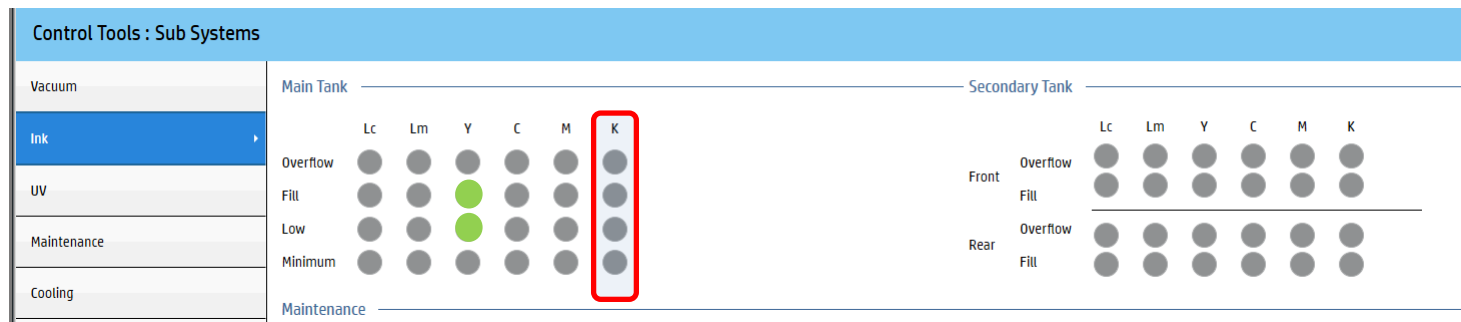 Control Tools : Sub Systems
Vacuum
Ink
UV
Maintenance
Cooling
Main Tank
Lc Lm Y C M K
Overflow
Fill
Low
Minimum
Secondary Tank
Lc Lm Y C M K
Front
Overflow
Fill
Rear
Overflow
Fill
Maintenance